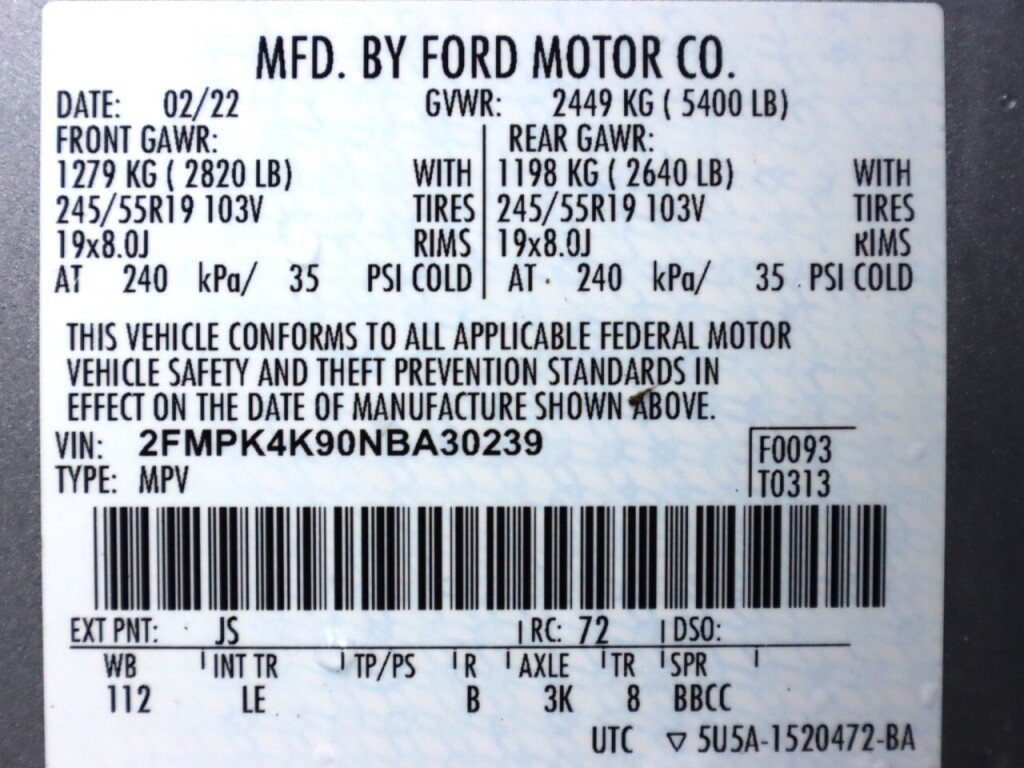 MFD. BY FORD MOTOR CO.
DATE: 02/22 GVWR: 2449 KG ( 5400 LB)
FRONT GAWR: REAR GAWR:
1279 KG ( 2820 LB) WITH 1198 KG ( 2640 LB) WITH
245/55R19 103V TIRES 245/55R19 103V TIRES
19x8.0J RIMS 19x8.0J RIMS
AT 240 kPa/ 35 PSI COLD AT 240 kPa/ 35 PSI COLD
THIS VEHICLE CONFORMS TO ALL APPLICABLE FEDERAL MOTOR
VEHICLE SAFETY AND THEFT PREVENTION STANDARDS IN
EFFECT ON THE DATE OF MANUFACTURE SHOWN ABOVE.
VIN: 2FMPK4K90NBA30239 F0093
TYPE: MPV T0313
EXT PNT: JS RC: 72 DSO:
WB INT TR TP/PS R AXLE TR SPR
112 LE B 3K 8 BBCC
UTC ▽ 5U5A-1520472-BA